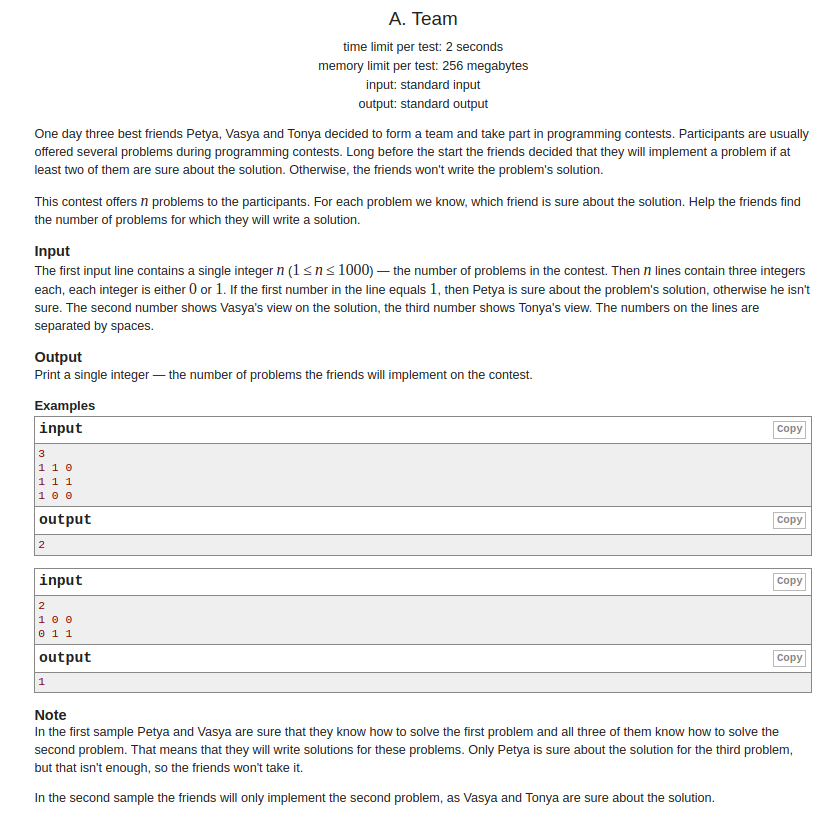 A. Team
time limit per test: 2 seconds
memory limit per test: 256 megabytes
input: standard input
output: standard output
One day three best friends Petya, Vasya and Tonya decided to form a team and take part in programming contests. Participants are usually
offered several problems during programming contests. Long before the start the friends decided that they will implement a problem if at
least two of them are sure about the solution. Otherwise, the friends won't write the problem's solution.
This contest offers n problems to the participants. For each problem we know, which friend is sure about the solution. Help the friends find
the number of problems for which they will write a solution.
Input
The first input line contains a single integer n (1 ≤ n ≤ 1000) — the number of problems in the contest. Then n lines contain three integers
each, each integer is either 0 or 1. If the first number in the line equals 1, then Petya is sure about the problem's solution, otherwise he isn't
sure. The second number shows Vasya's view on the solution, the third number shows Tonya's view. The numbers on the lines are
separated by spaces.
Output
Print a single integer — the number of problems the friends will implement on the contest.
Examples
input Copy
3
1 1 0
1 1 1
1 0 0
output Copy
2
input Copy
2
1 0 0
0 1 1
output Copy
1
Note
In the first sample Petya and Vasya are sure that they know how to solve the first problem and all three of them know how to solve the
second problem. That means that they will write solutions for these problems. Only Petya is sure about the solution for the third problem,
but that isn't enough, so the friends won't take it.
In the second sample the friends will only implement the second problem, as Vasya and Tonya are sure about the solution.